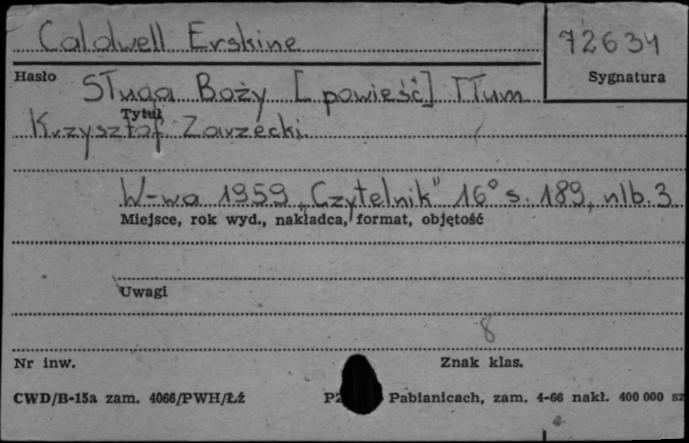 Caldwell Erskine
72634
Hasło
Sygnatura
Sługa Boży [powieść] Tłum.
Tytuł
Krzysztof Zarzecki.
W-wa 1959 „Czytelnik" 16° s. 189, nlb. 3
Miejsce, rok wyd., nakładca, format, objętość
Uwagi
8
Nr inw.
Znak klas.
CWD/B-15a zam. 4066/PWH/Łź
Pabianicach, zam. 4-66 nakł. 400 000 sz